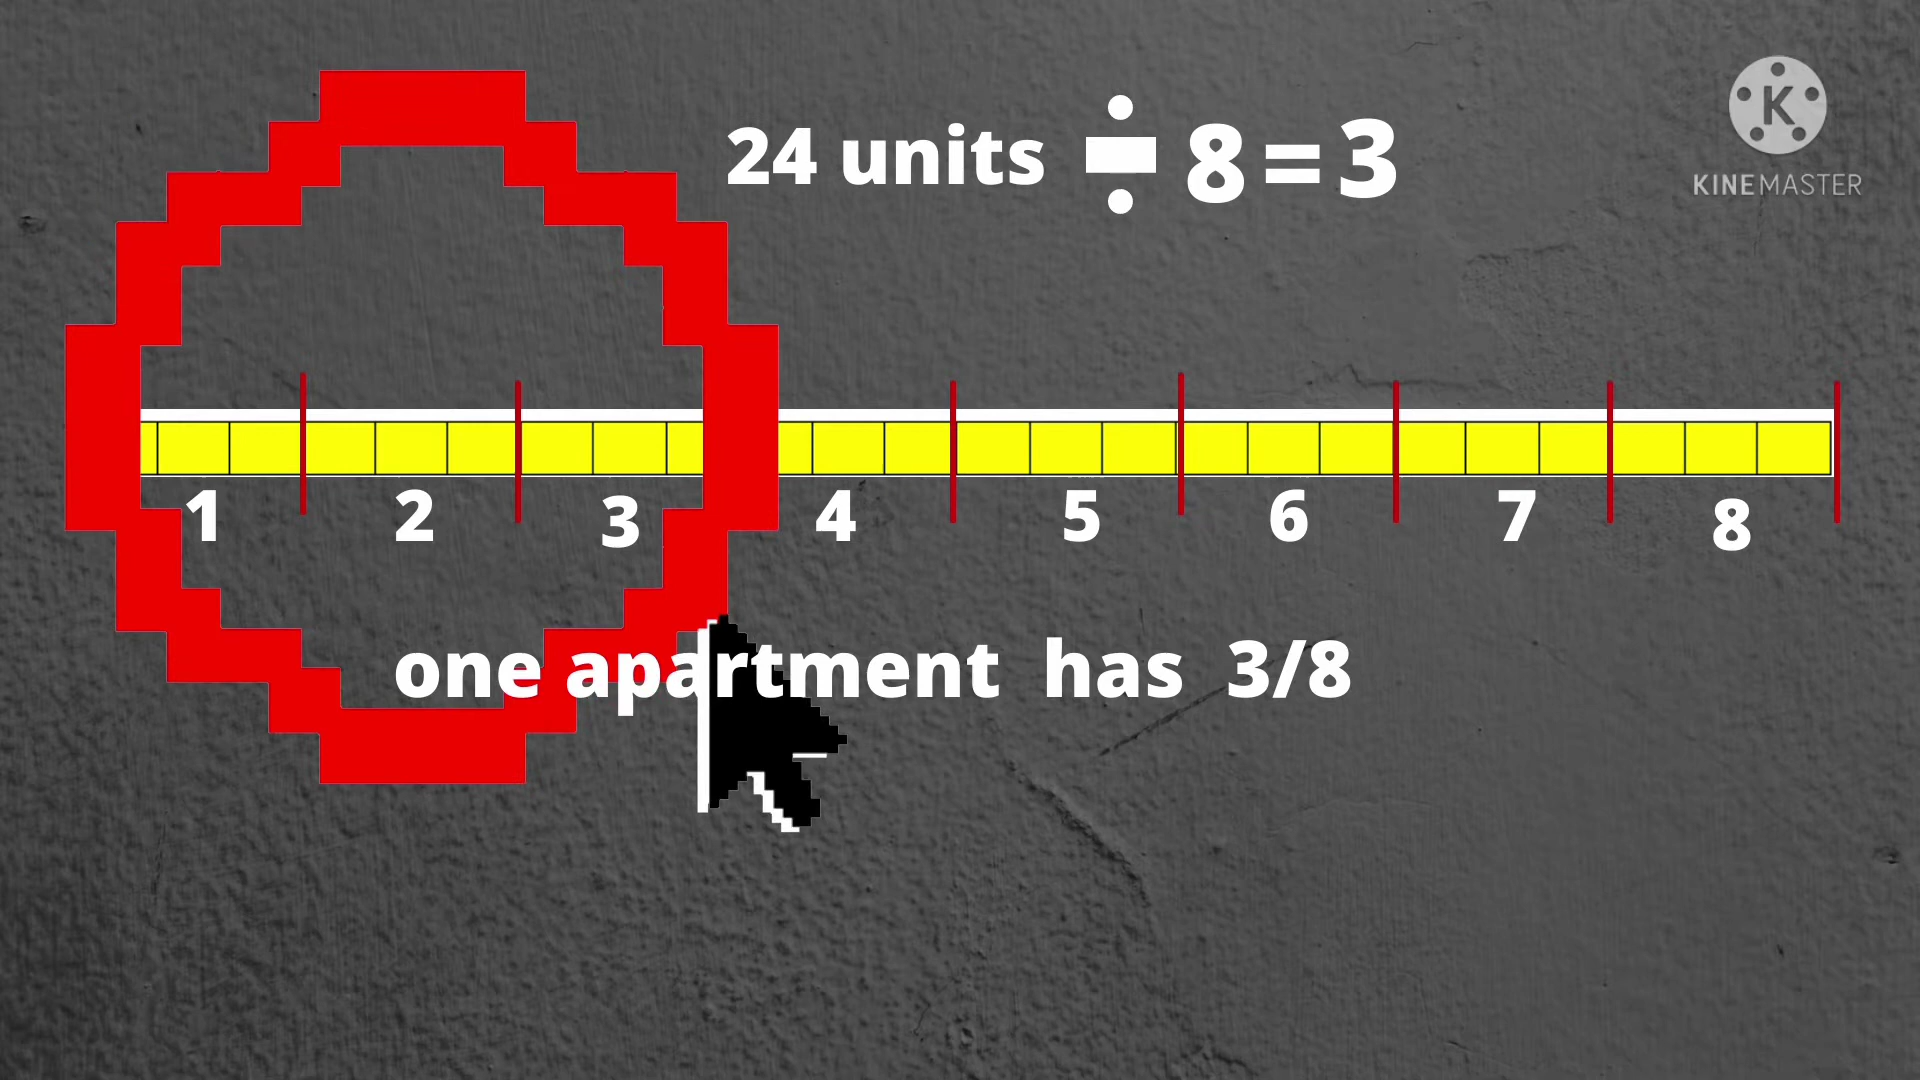 24 units ÷ 8 = 3
KINEMASTER
1 2 3 4 5 6 7 8
one apartment has 3/8